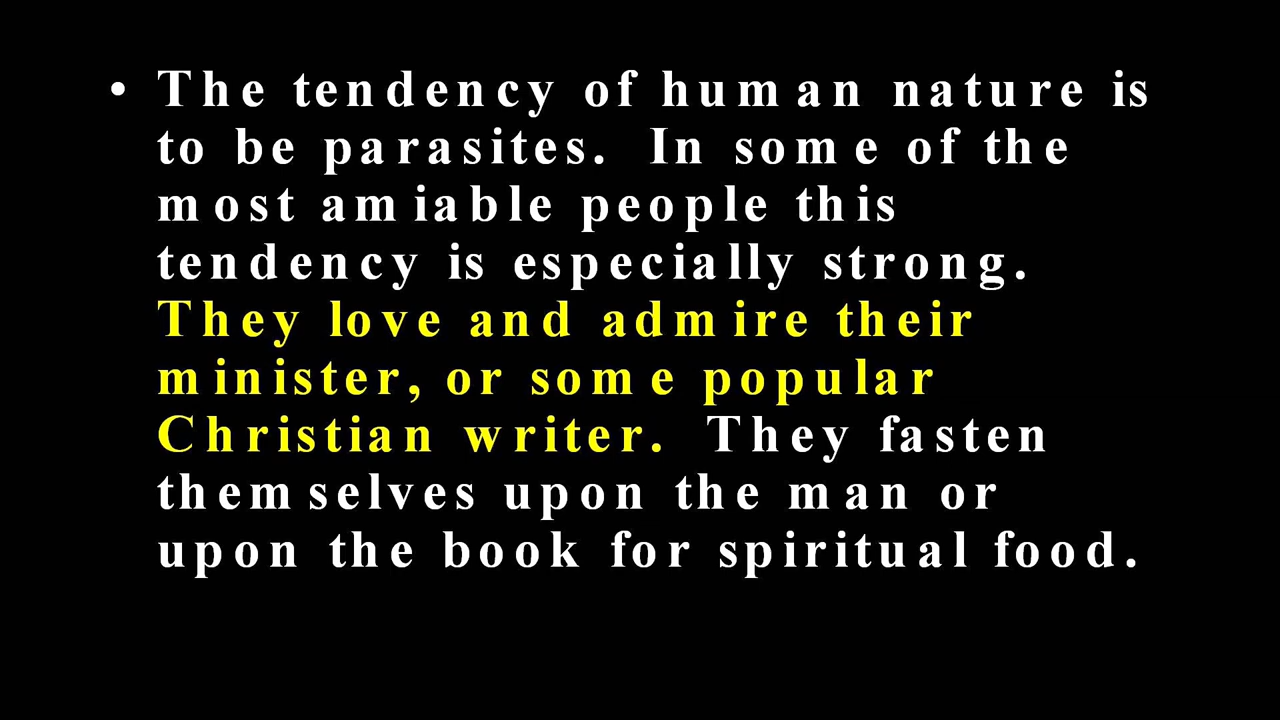 • The tendency of human nature is
to be parasites. In some of the
most amiable people this
tendency is especially strong.
They love and admire their
minister, or some popular
Christian writer. They fasten
themselves upon the man or
upon the book for spiritual food.